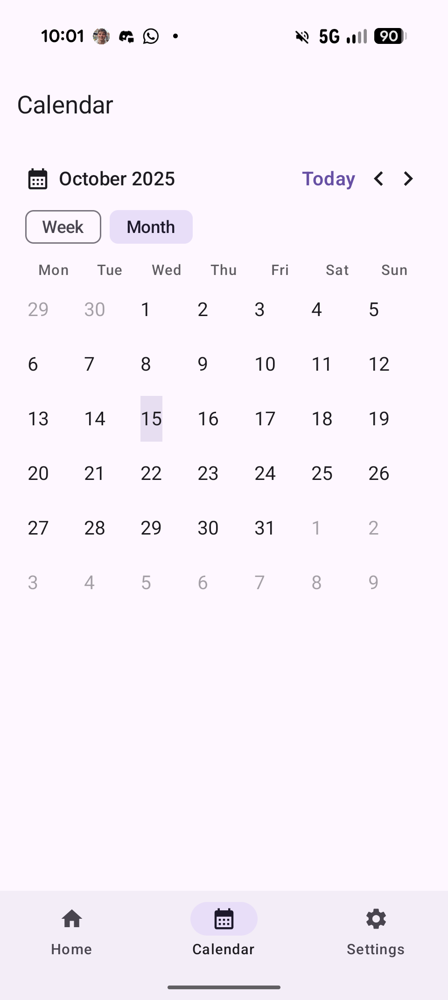 10:01 5G 90
Calendar
October 2025 Today
Week Month
Mon Tue Wed Thu Fri Sat Sun
29 30 1 2 3 4 5
6 7 8 9 10 11 12
13 14 15 16 17 18 19
20 21 22 23 24 25 26
27 28 29 30 31 1 2
3 4 5 6 7 8 9
Home Calendar Settings